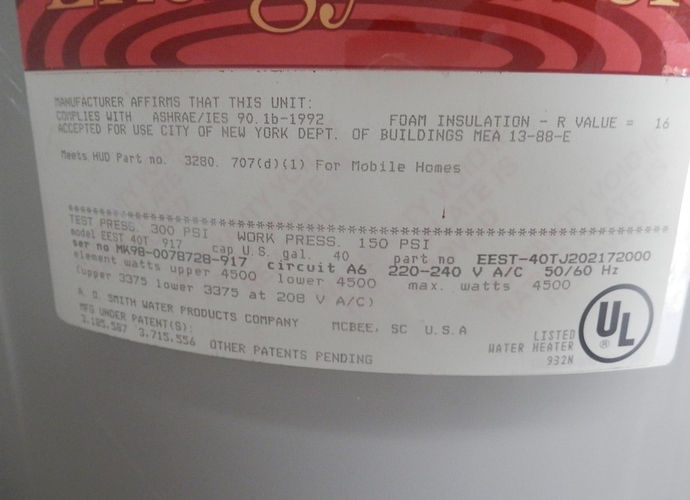 MANUFACTURER AFFIRMS THAT THIS UNIT:
COMPLIES WITH ASHRAE/IES 90.1b-1992 FOAM INSULATION - R VALUE = 16
ACCEPTED FOR USE CITY OF NEW YORK DEPT. OF BUILDINGS MEA 13-88-E
Meets HUD Part no. 3280. 707(d)(1) For Mobile Homes
TEST PRESS. 300 PSI WORK PRESS. 150 PSI
model EEST 40T 917 cap U.S. gal. 40 part no EEST-40TJ202172000
ser no MK98-0078728-917 circuit A6 220-240 V A/C 50/60 Hz
element watts upper 4500 lower 4500 max. watts 4500
(upper 3375 lower 3375 at 208 V A/C)
A. O. SMITH WATER PRODUCTS COMPANY MCBEE, SC U.S.A
MFG UNDER PATENT(S):
3.715.556 OTHER PATENTS PENDING
UL
®
LISTED
WATER HEATER
932N